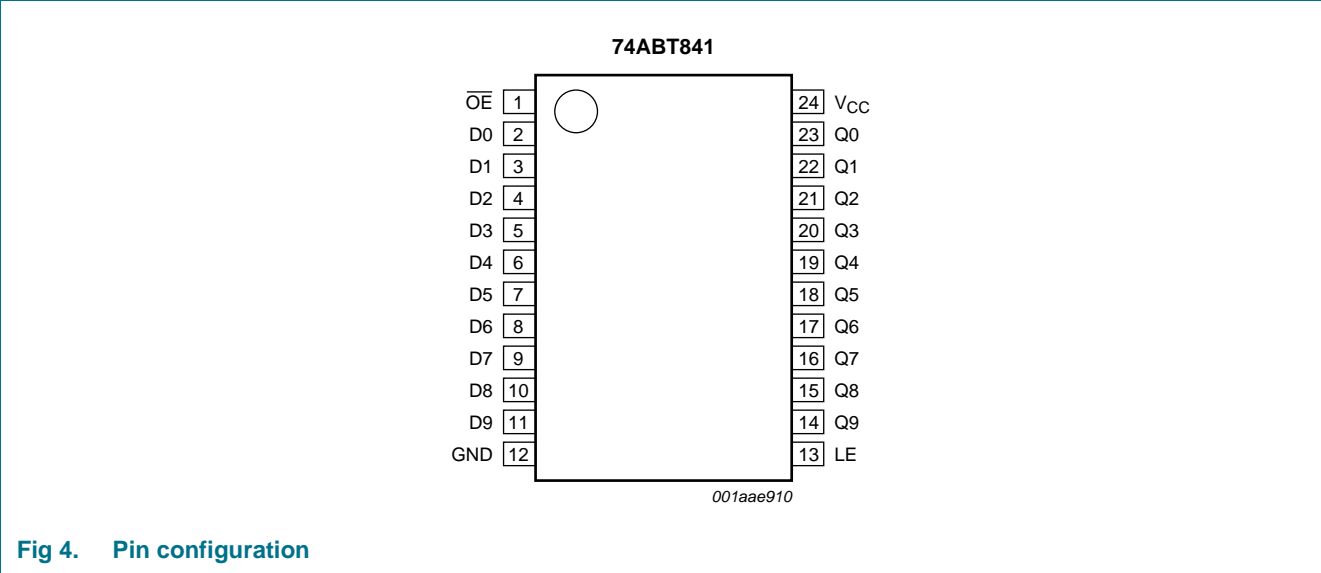 74ABT841
O̅E̅ 1 24 VCC
D0 2 23 Q0
D1 3 22 Q1
D2 4 21 Q2
D3 5 20 Q3
D4 6 19 Q4
D5 7 18 Q5
D6 8 17 Q6
D7 9 16 Q7
D8 10 15 Q8
D9 11 14 Q9
GND 12 13 LE
001aae910
Fig 4. Pin configuration